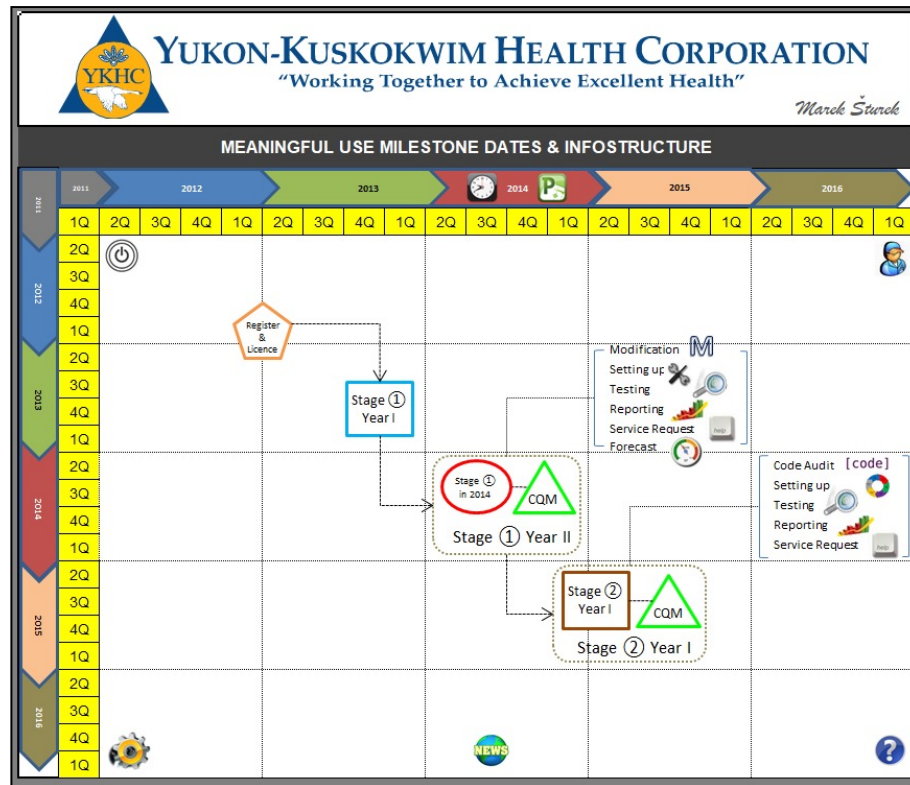 YKHC
YUKON-KUSKOKWIM HEALTH CORPORATION
“Working Together to Achieve Excellent Health”
Marek Šturek
MEANINGFUL USE MILESTONE DATES & INFOSTRUCTURE
2011 2011 2012 2013 2014 P 2015 2016
1Q 2Q 3Q 4Q 1Q 2Q 3Q 4Q 1Q 2Q 3Q 4Q 1Q 2Q 3Q 4Q 1Q 2Q 3Q 4Q 1Q
2012
2Q
3Q
4Q
1Q
2013
2Q
3Q
4Q
1Q
2014
2Q
3Q
4Q
1Q
2015
2Q
3Q
4Q
1Q
2016
2Q
3Q
4Q
1Q
Register
&
Licence
Stage ①
Year I
Modification M
Setting up
Testing
Reporting
Service Request help
Forecast
Stage ①
in 2014
CQM
Stage ① Year II
Code Audit [code]
Setting up
Testing
Reporting
Service Request help
Stage ②
Year I
CQM
Stage ② Year I
NEWS
?